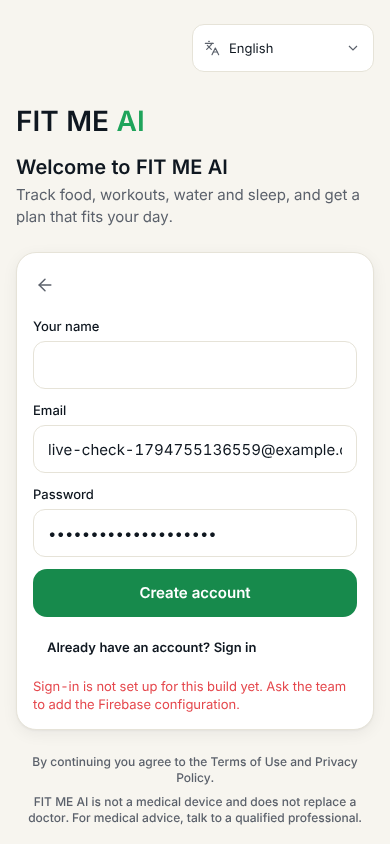 English
FIT ME AI
Welcome to FIT ME AI
Track food, workouts, water and sleep, and get a
plan that fits your day.
Your name
Email
live-check-1794755136559@example.c
Password
••••••••••••••••••••
Create account
Already have an account? Sign in
Sign-in is not set up for this build yet. Ask the team
to add the Firebase configuration.
By continuing you agree to the Terms of Use and Privacy
Policy.
FIT ME AI is not a medical device and does not replace a
doctor. For medical advice, talk to a qualified professional.